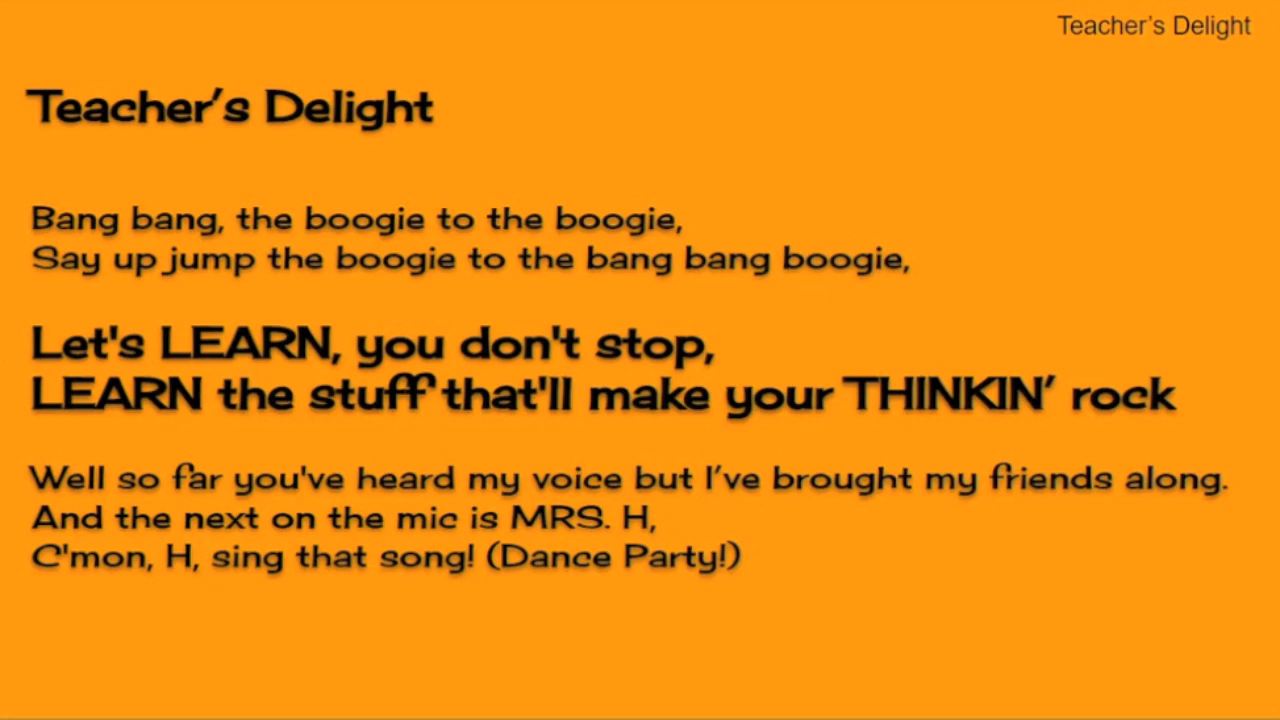 Teacher’s Delight
Teacher’s Delight
Bang bang, the boogie to the boogie,
Say up jump the boogie to the bang bang boogie,
Let's LEARN, you don't stop,
LEARN the stuff that'll make your THINKIN’ rock
Well so far you've heard my voice but I’ve brought my friends along.
And the next on the mic is MRS. H,
C'mon, H, sing that song! (Dance Party!)